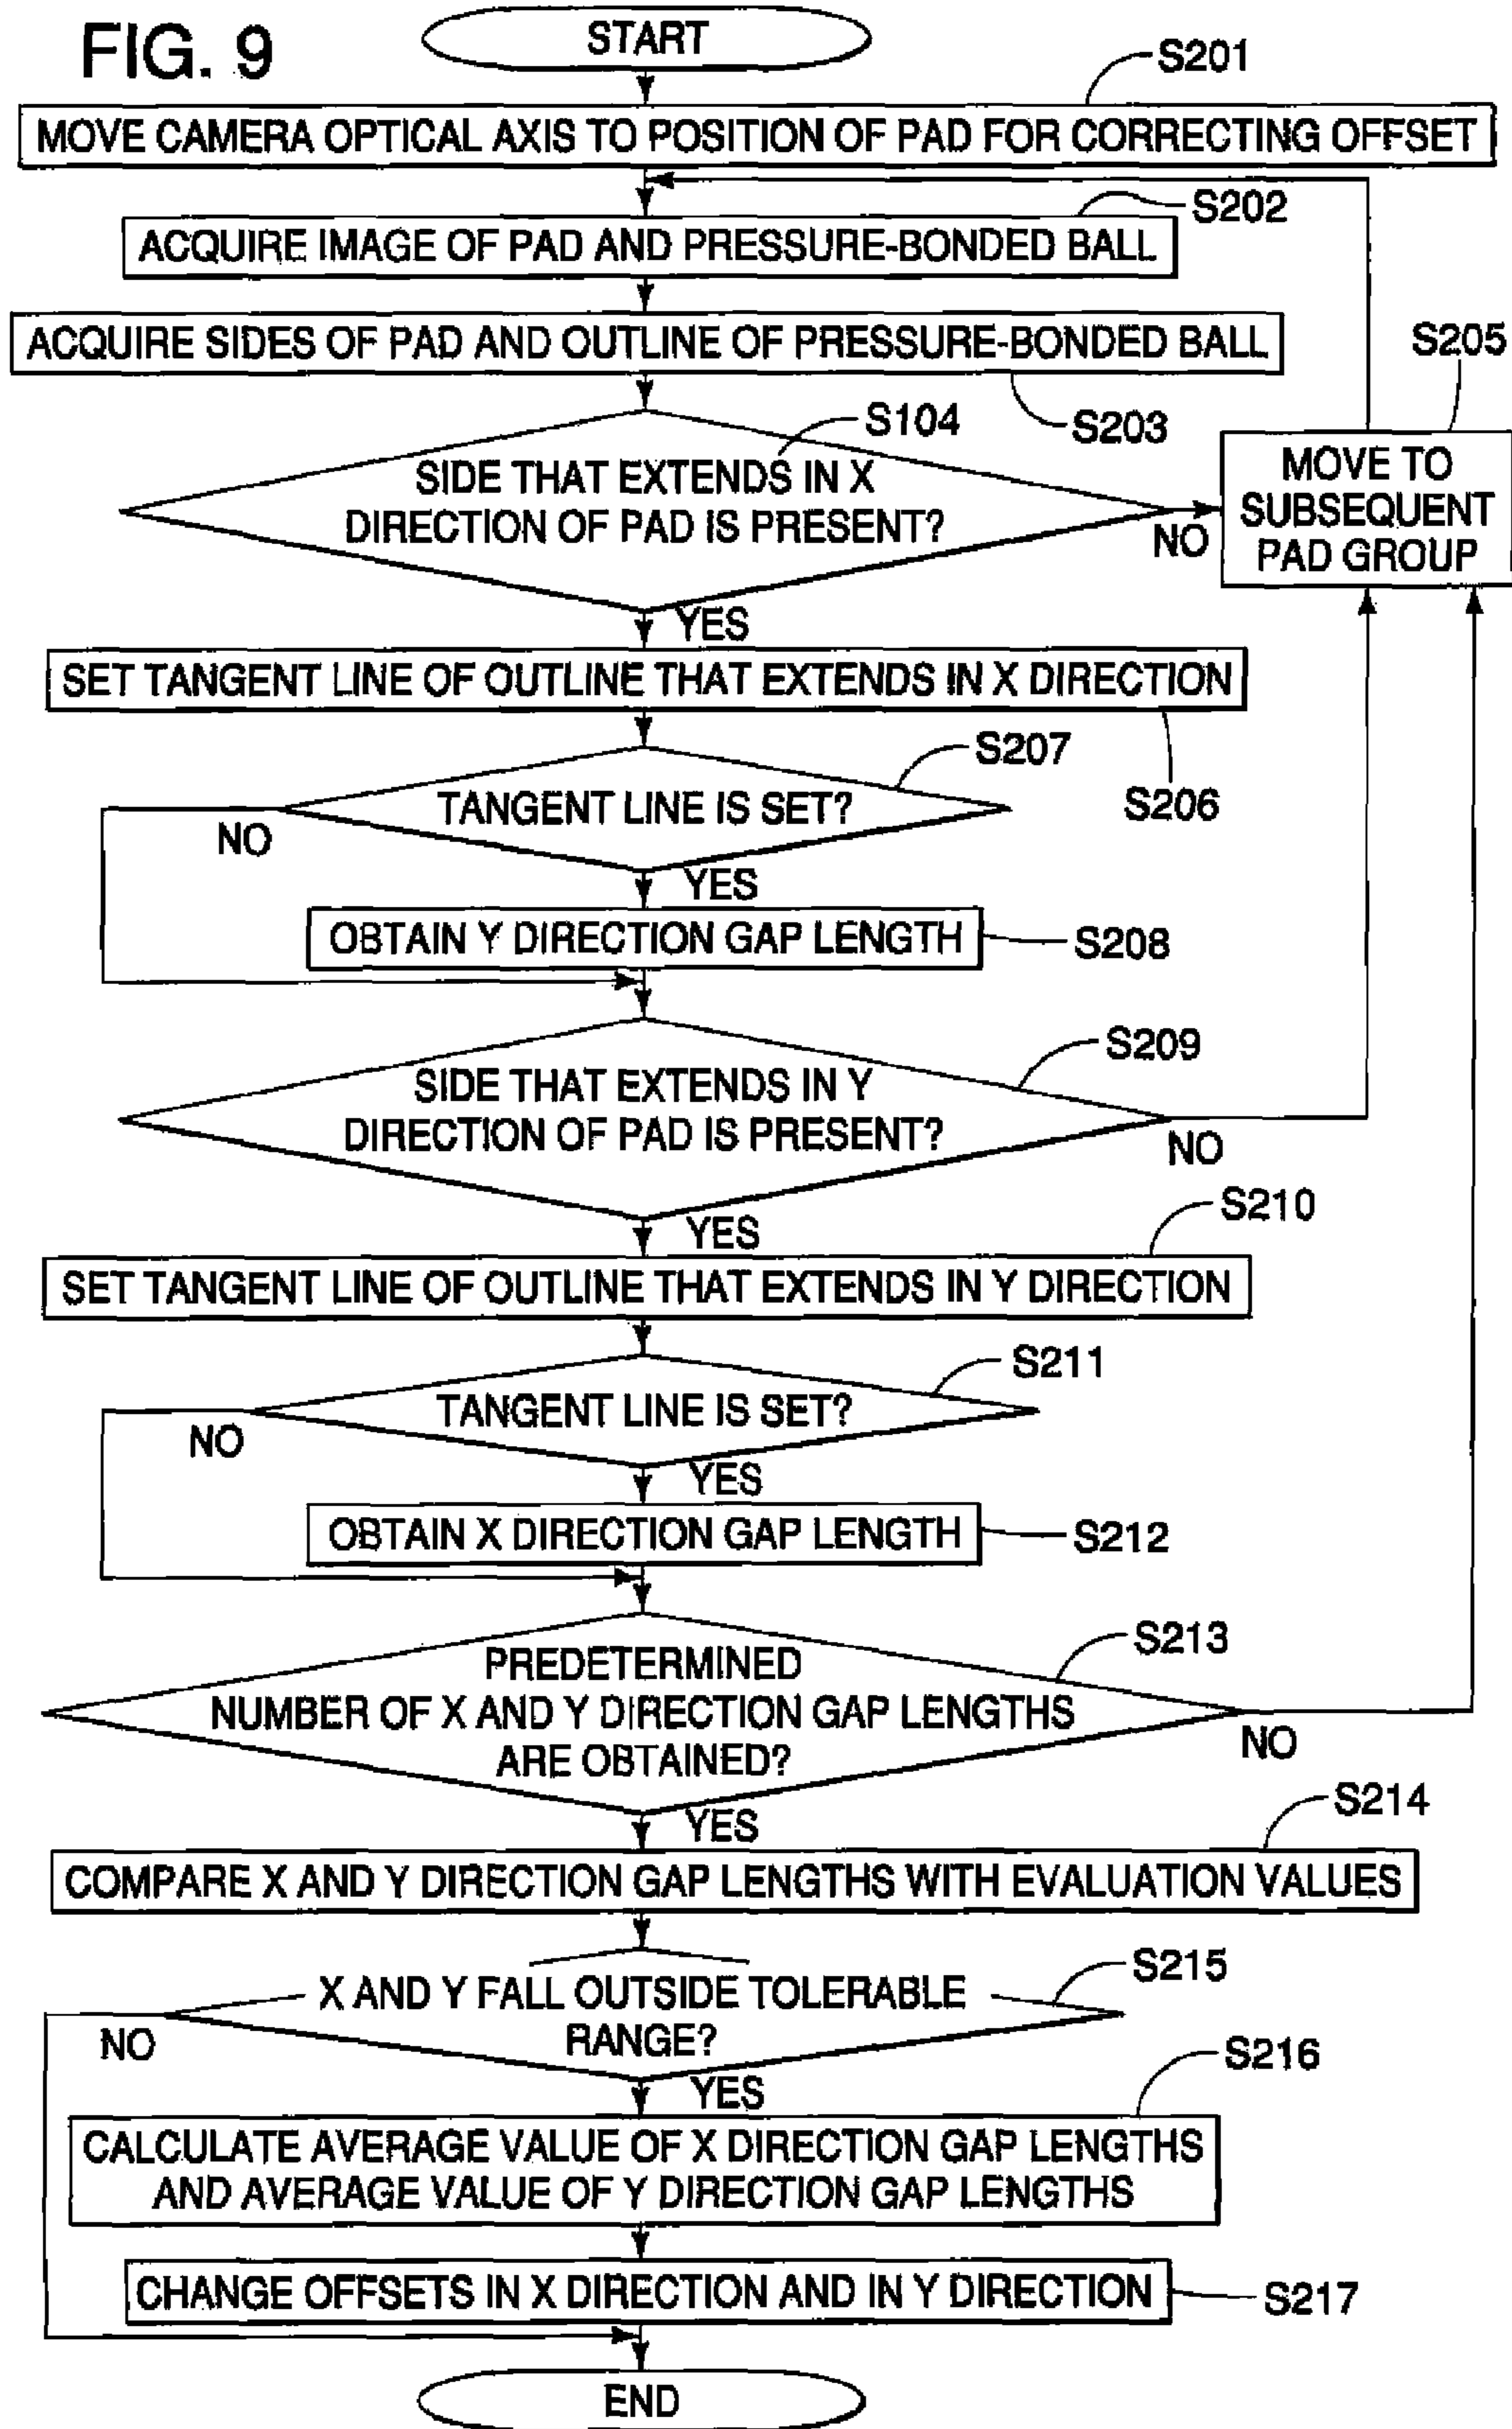 FIG. 9
START
S201
MOVE CAMERA OPTICAL AXIS TO POSITION OF PAD FOR CORRECTING OFFSET
S202
ACQUIRE IMAGE OF PAD AND PRESSURE-BONDED BALL
ACQUIRE SIDES OF PAD AND OUTLINE OF PRESSURE-BONDED BALL
S203
S205
MOVE TO
SUBSEQUENT
PAD GROUP
S104
SIDE THAT EXTENDS IN X
DIRECTION OF PAD IS PRESENT?
NO
YES
SET TANGENT LINE OF OUTLINE THAT EXTENDS IN X DIRECTION
S206
S207
TANGENT LINE IS SET?
NO
YES
OBTAIN Y DIRECTION GAP LENGTH
S208
S209
SIDE THAT EXTENDS IN Y
DIRECTION OF PAD IS PRESENT?
NO
YES
S210
SET TANGENT LINE OF OUTLINE THAT EXTENDS IN Y DIRECTION
S211
TANGENT LINE IS SET?
NO
YES
OBTAIN X DIRECTION GAP LENGTH
S212
S213
PREDETERMINED
NUMBER OF X AND Y DIRECTION GAP LENGTHS
ARE OBTAINED?
NO
YES
S214
COMPARE X AND Y DIRECTION GAP LENGTHS WITH EVALUATION VALUES
S215
X AND Y FALL OUTSIDE TOLERABLE
RANGE?
NO
YES
S216
CALCULATE AVERAGE VALUE OF X DIRECTION GAP LENGTHS
AND AVERAGE VALUE OF Y DIRECTION GAP LENGTHS
CHANGE OFFSETS IN X DIRECTION AND IN Y DIRECTION
S217
END